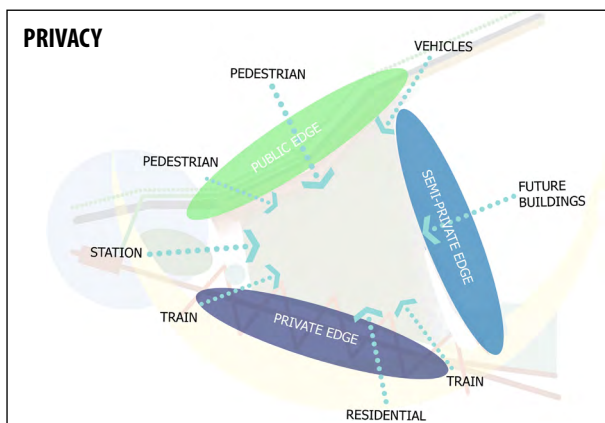 PRIVACY
VEHICLES
PEDESTRIAN
PEDESTRIAN
PUBLIC EDGE
SEMI-PRIVATE EDGE
FUTURE
BUILDINGS
STATION
TRAIN
PRIVATE EDGE
TRAIN
RESIDENTIAL